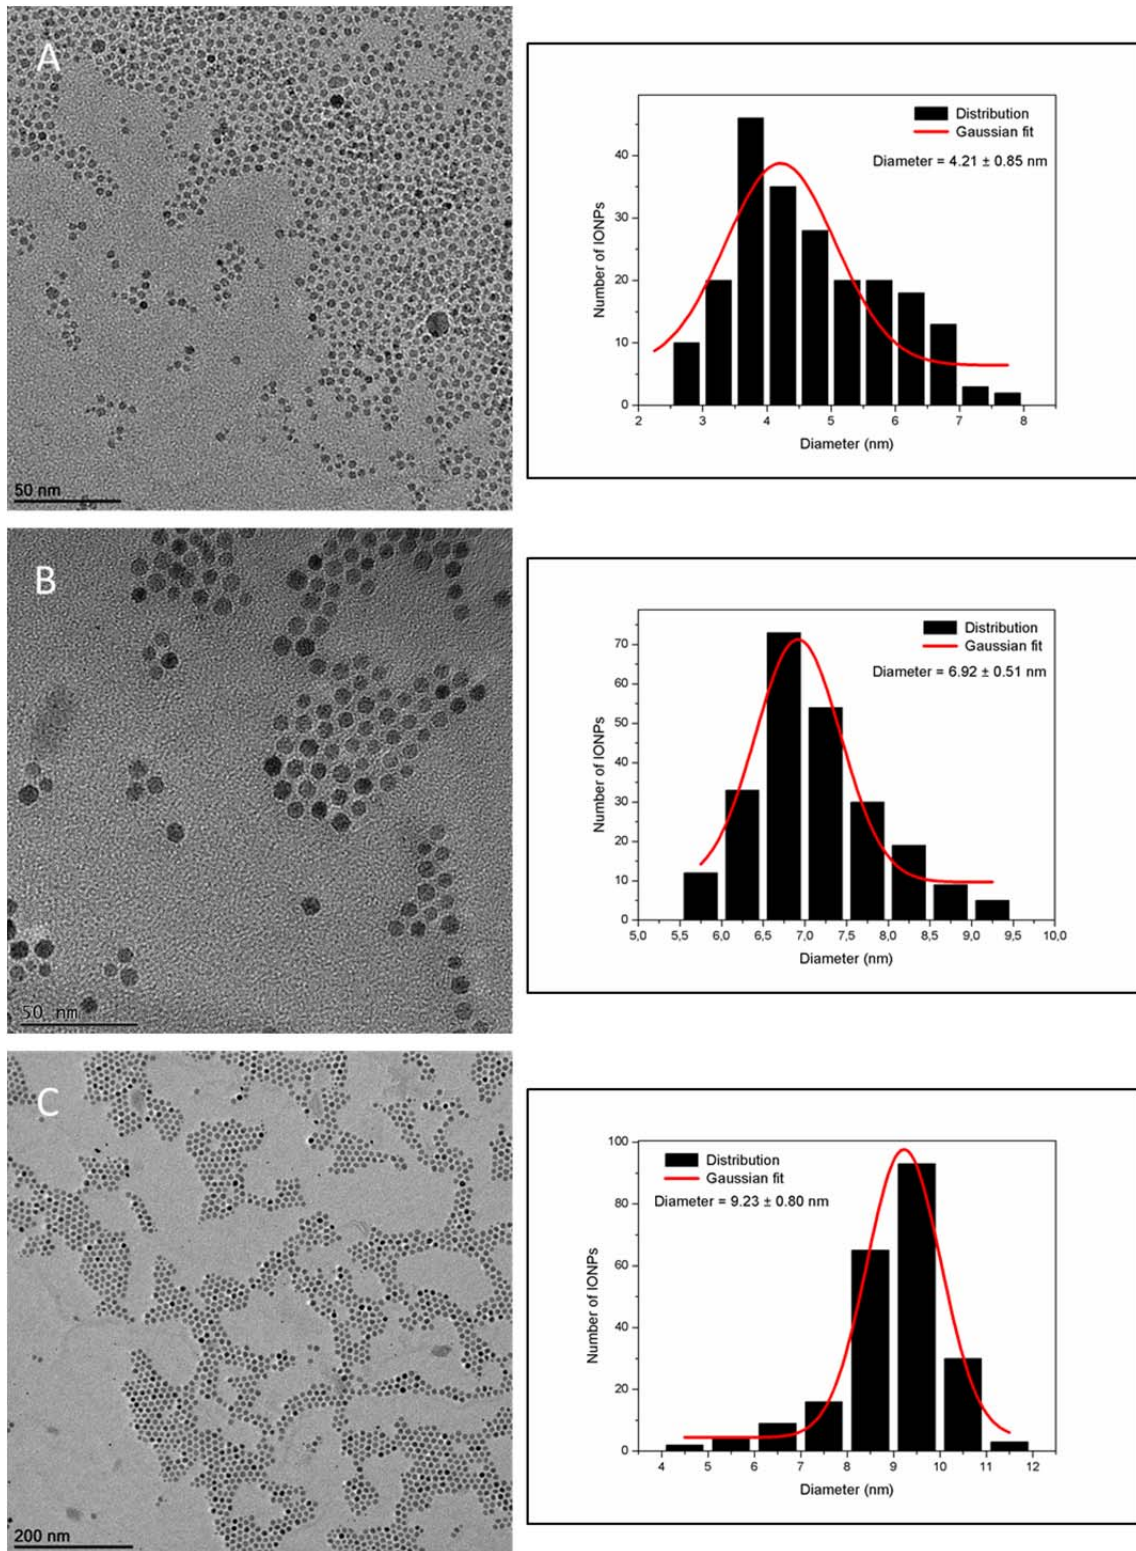 A
50 nm
Distribution
Gaussian fit
Diameter = 4.21 ± 0.85 nm
Number of IONPs
40
30
20
10
0
2 3 4 5 6 7 8
Diameter (nm)
B
50 nm
Distribution
Gaussian fit
Diameter = 6.92 ± 0.51 nm
Number of IONPs
70
60
50
40
30
20
10
0
5,0 5,5 6,0 6,5 7,0 7,5 8,0 8,5 9,0 9,5 10,0
Diameter (nm)
C
200 nm
Distribution
Gaussian fit
Diameter = 9.23 ± 0.80 nm
Number of IONPs
100
80
60
40
20
0
4 5 6 7 8 9 10 11 12
Diameter (nm)